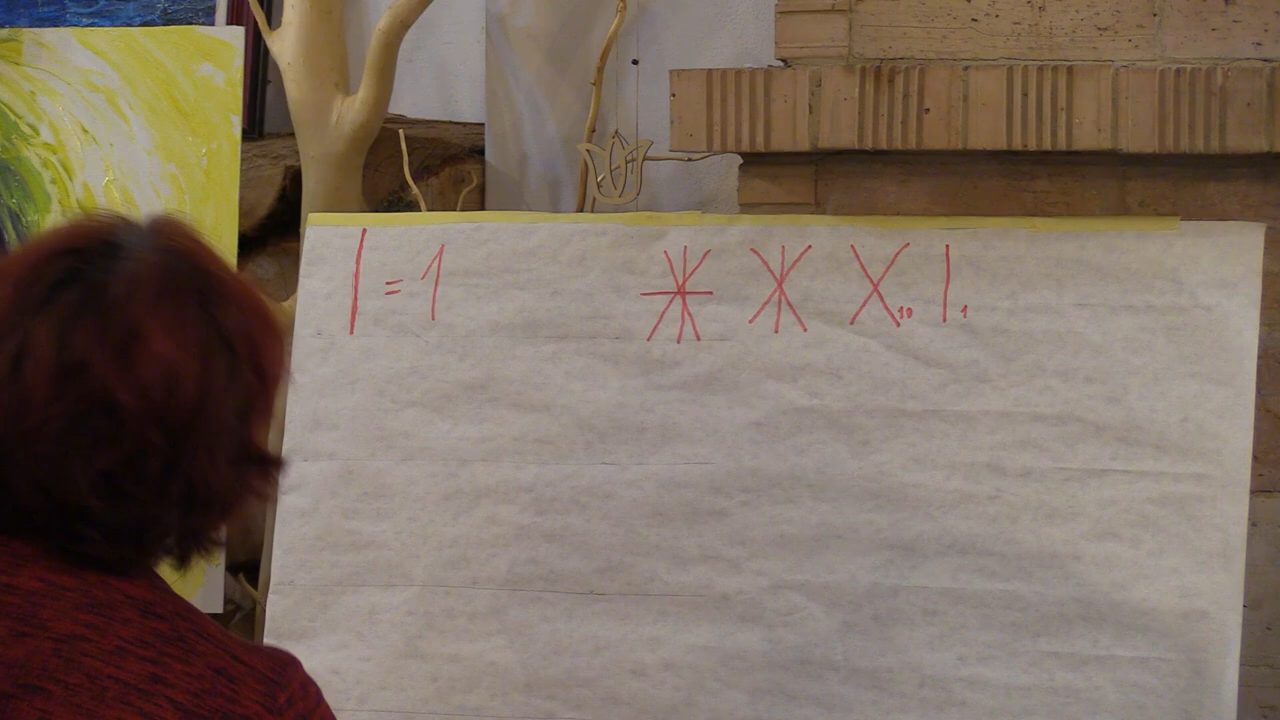 | = 1 ✳ Ж X₁₀ |₁